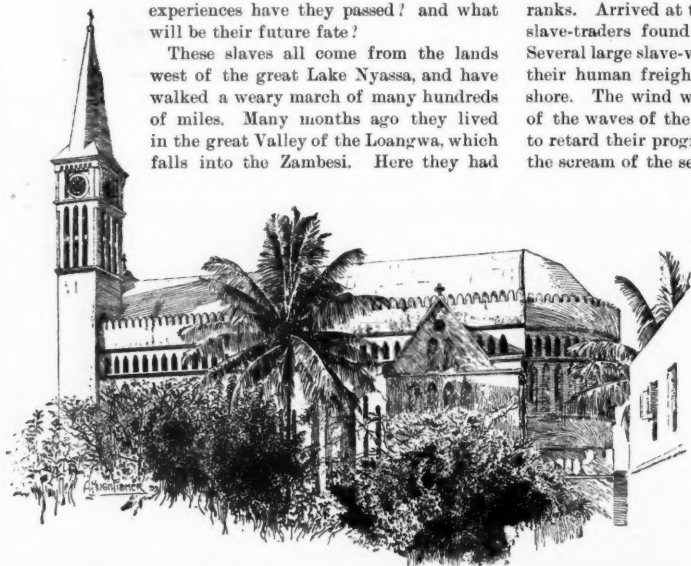 experiences have they passed? and what
will be their future fate?
These slaves all come from the lands
west of the great Lake Nyassa, and have
walked a weary march of many hundreds
of miles. Many months ago they lived
in the great Valley of the Loangwa, which
falls into the Zambesi. Here they had
ranks. Arrived at t
slave-traders found
Several large slave-v
their human freigh
shore. The wind w
of the waves of the
to retard their progr
the scream of the se